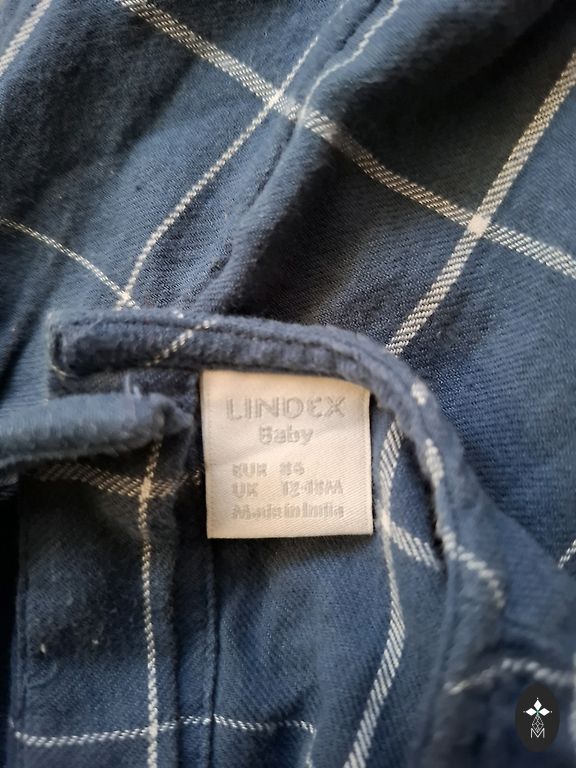 LINDEX
Baby
EUR 86
UK 12-18M
Made in India